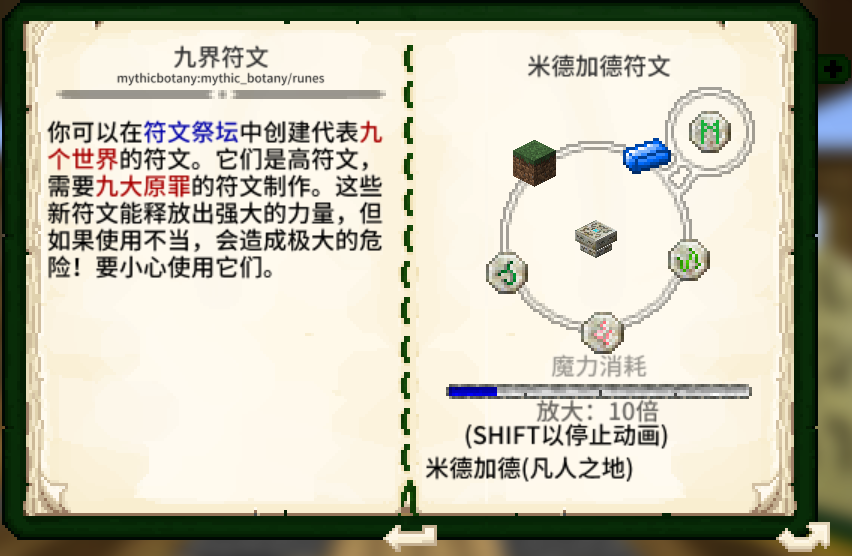 九界符文
mythicbotany:mythic_botany/runes
你可以在符文祭坛中创建代表九
个世界的符文。它们是高符文，
需要九大原罪的符文制作。这些
新符文能释放出强大的力量，但
如果使用不当，会造成极大的危
险！要小心使用它们。
米德加德符文
魔力消耗
放大：10倍
(SHIFT以停止动画)
米德加德(凡人之地)